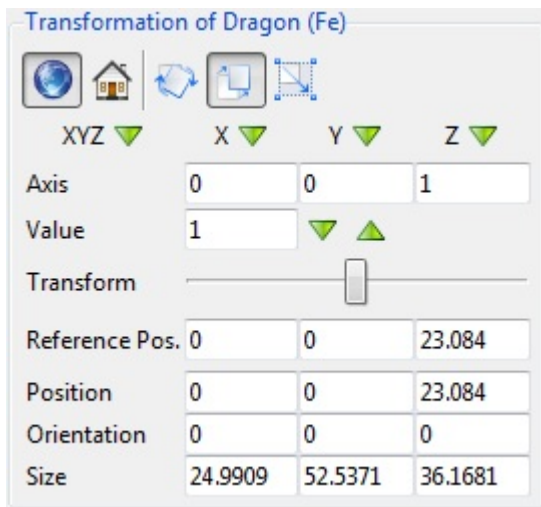 Transformation of Dragon (Fe)
XYZ X Y Z
Axis 0 0 1
Value 1
Transform
Reference Pos. 0 0 23.084
Position 0 0 23.084
Orientation 0 0 0
Size 24.9909 52.5371 36.1681